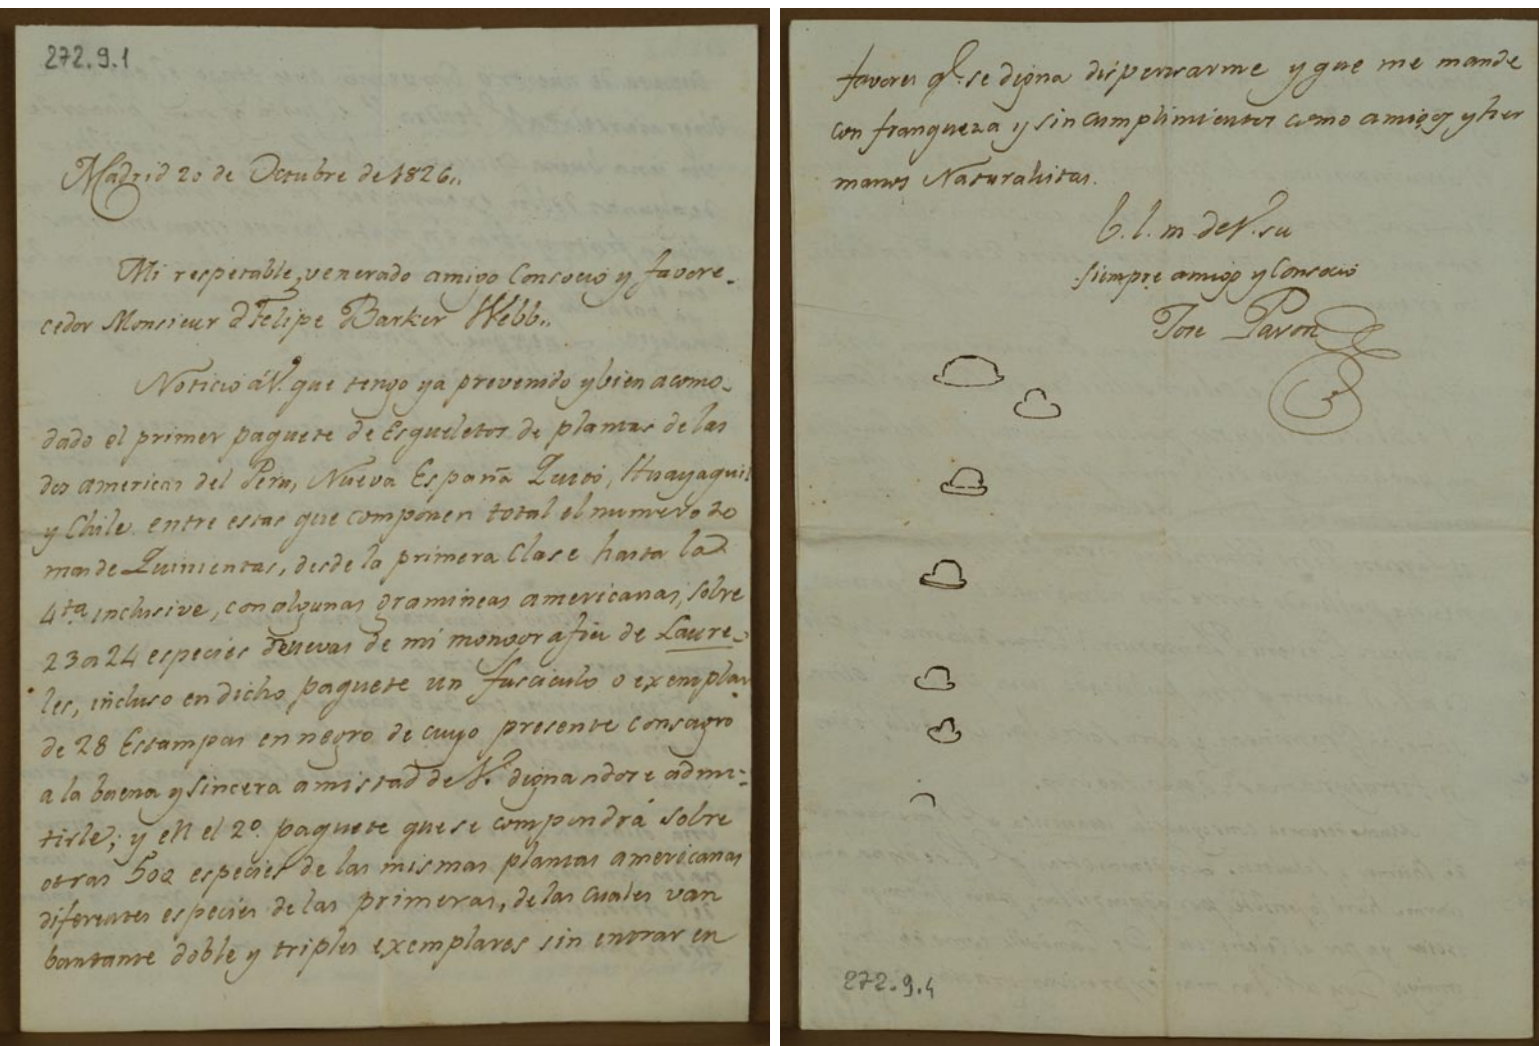 272.9.1
Madrid 20 de Octubre de 1826,,
Mi respetable, venerado amigo Consocio y favore-
cedor Monsieur dn Felipe Barker Webb,,
Noticio á V. que tengo ya prevenido y bien acomo-
dado el primer paquete de Esqueletos de plantas de las
dos americas del Peru, Nueva España Quito, Huayaquil
y Chile entre estas que componen total el numero de
mas de Quinientas, desde la primera Clase hasta la
4ta inclusive, con algunas gramineas americanas, sobre
23 a 24 especies nuevas de mi monografia de Laure-
les, incluso en dicho paquete un fasciculo o exemplar
de 28 Estampas en negro de cuyo presente consagro
a la buena y sincera amistad de V. dignandose admi-
tirle; y en el 2o. paquete que se compondrá sobre
otras 500 especies de las mismas plantas americanas
diferentes especies de las primeras, de las cuales van
bastante doble y triples exemplares sin entrar en
favores q.e se digna dispensarme y que me mande
con franqueza y sin cumplimientos como amigos y her
manos Naturalistas.
b. l. m. de V. su
siempre amigo y Consocio
Jose Pavon
272.9.4